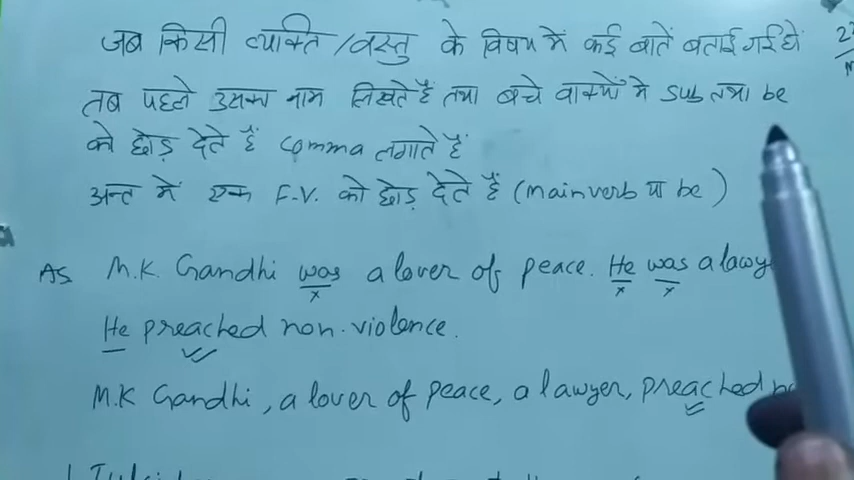 जब किसी व्यक्ति /वस्तु के विषय में कई बातें बताई गई हों
तब पहले उसका नाम लिखते हैं तथा बचे वाक्यों में Sub तथा be
को छोड़ देते हैं comma लगाते हैं
अन्त में एक F.V. को छोड़ देते हैं (Mainverb या be)
As M.K. Gandhi was a lover of peace. He was a lawy
x x x
He preached non-violence.
M.K Gandhi, a lover of peace, a lawyer, preached